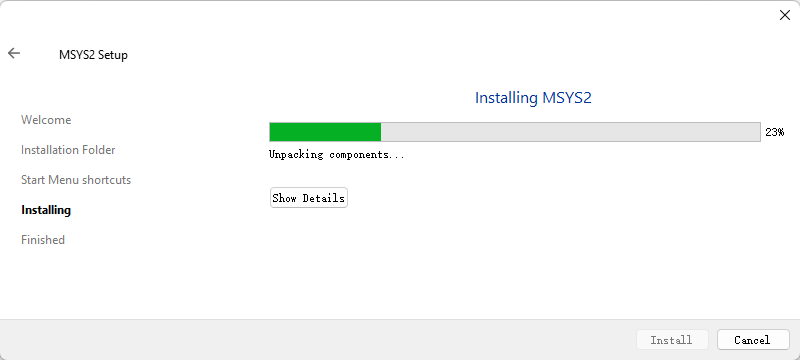 MSYS2 Setup
Installing MSYS2
Welcome
23%
Installation Folder
Unpacking components...
Start Menu shortcuts
Show Details
Installing
Finished
Install
Cancel